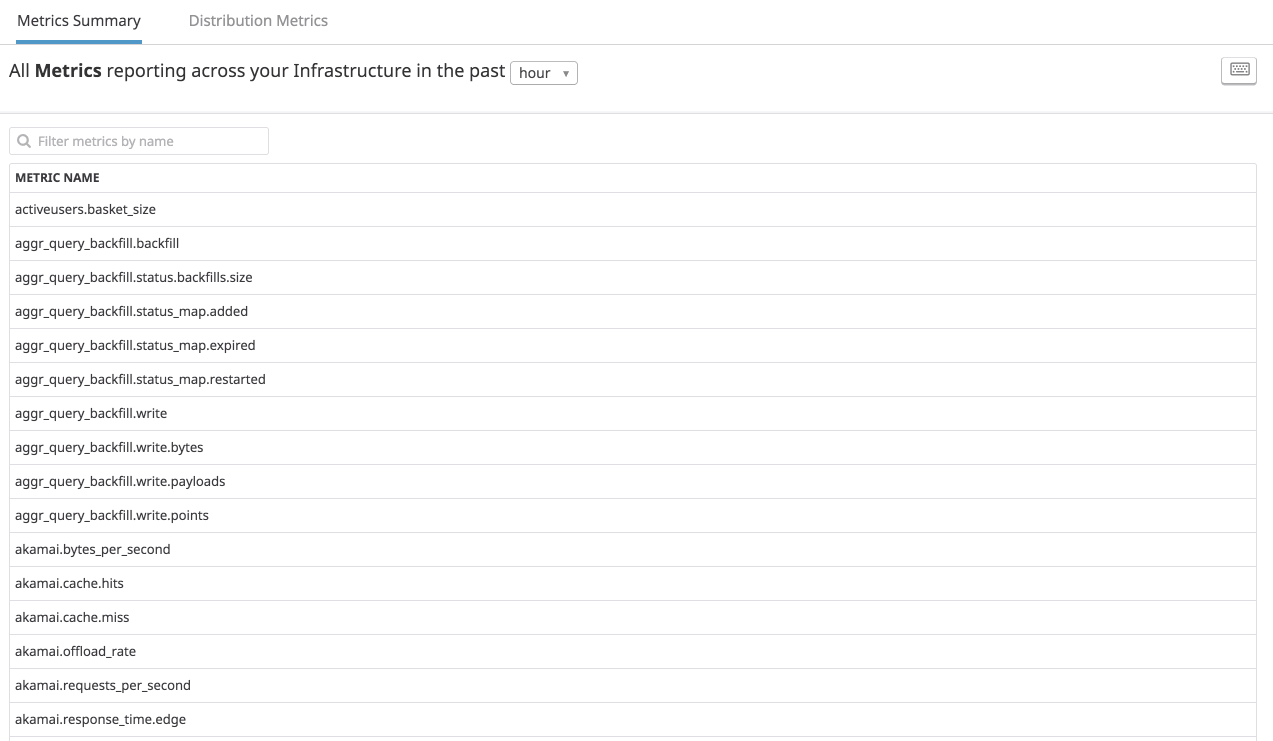 Metrics Summary Distribution Metrics
All Metrics reporting across your Infrastructure in the past hour
Filter metrics by name
METRIC NAME
activeusers.basket_size
aggr_query_backfill.backfill
aggr_query_backfill.status.backfills.size
aggr_query_backfill.status_map.added
aggr_query_backfill.status_map.expired
aggr_query_backfill.status_map.restarted
aggr_query_backfill.write
aggr_query_backfill.write.bytes
aggr_query_backfill.write.payloads
aggr_query_backfill.write.points
akamai.bytes_per_second
akamai.cache.hits
akamai.cache.miss
akamai.offload_rate
akamai.requests_per_second
akamai.response_time.edge